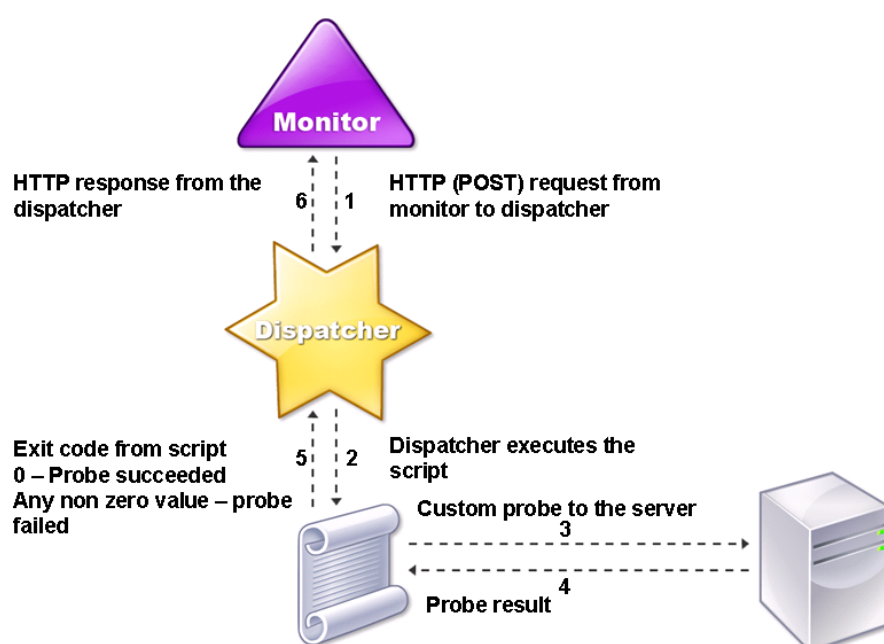 Monitor
HTTP response from the
dispatcher
6
1
HTTP (POST) request from
monitor to dispatcher
Dispatcher
Exit code from script
0 – Probe succeeded
Any non zero value – probe
failed
5
2
Dispatcher executes the
script
Custom probe to the server
3
4
Probe result